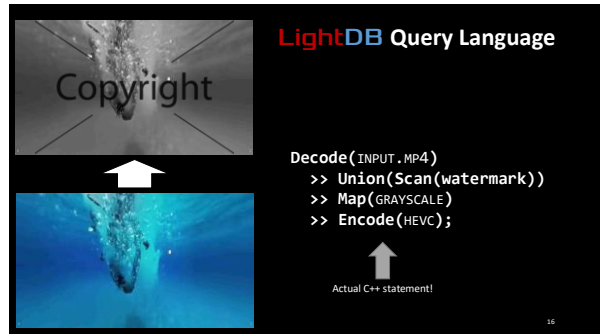 LightDB Query Language
Copyright
Decode(INPUT.MP4)
>> Union(Scan(watermark))
>> Map(GRAYSCALE)
>> Encode(HEVC);
Actual C++ statement!
16